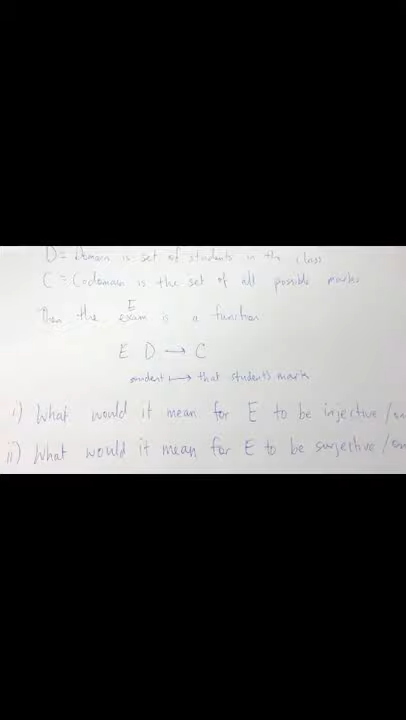 D = Domain is set of students in the class
C = Codomain is the set of all possible marks
E
Then the exam is a function
E D → C
student ↦ that student's mark
i) What would it mean for E to be injective /
ii) What would it mean for E to be surjective /